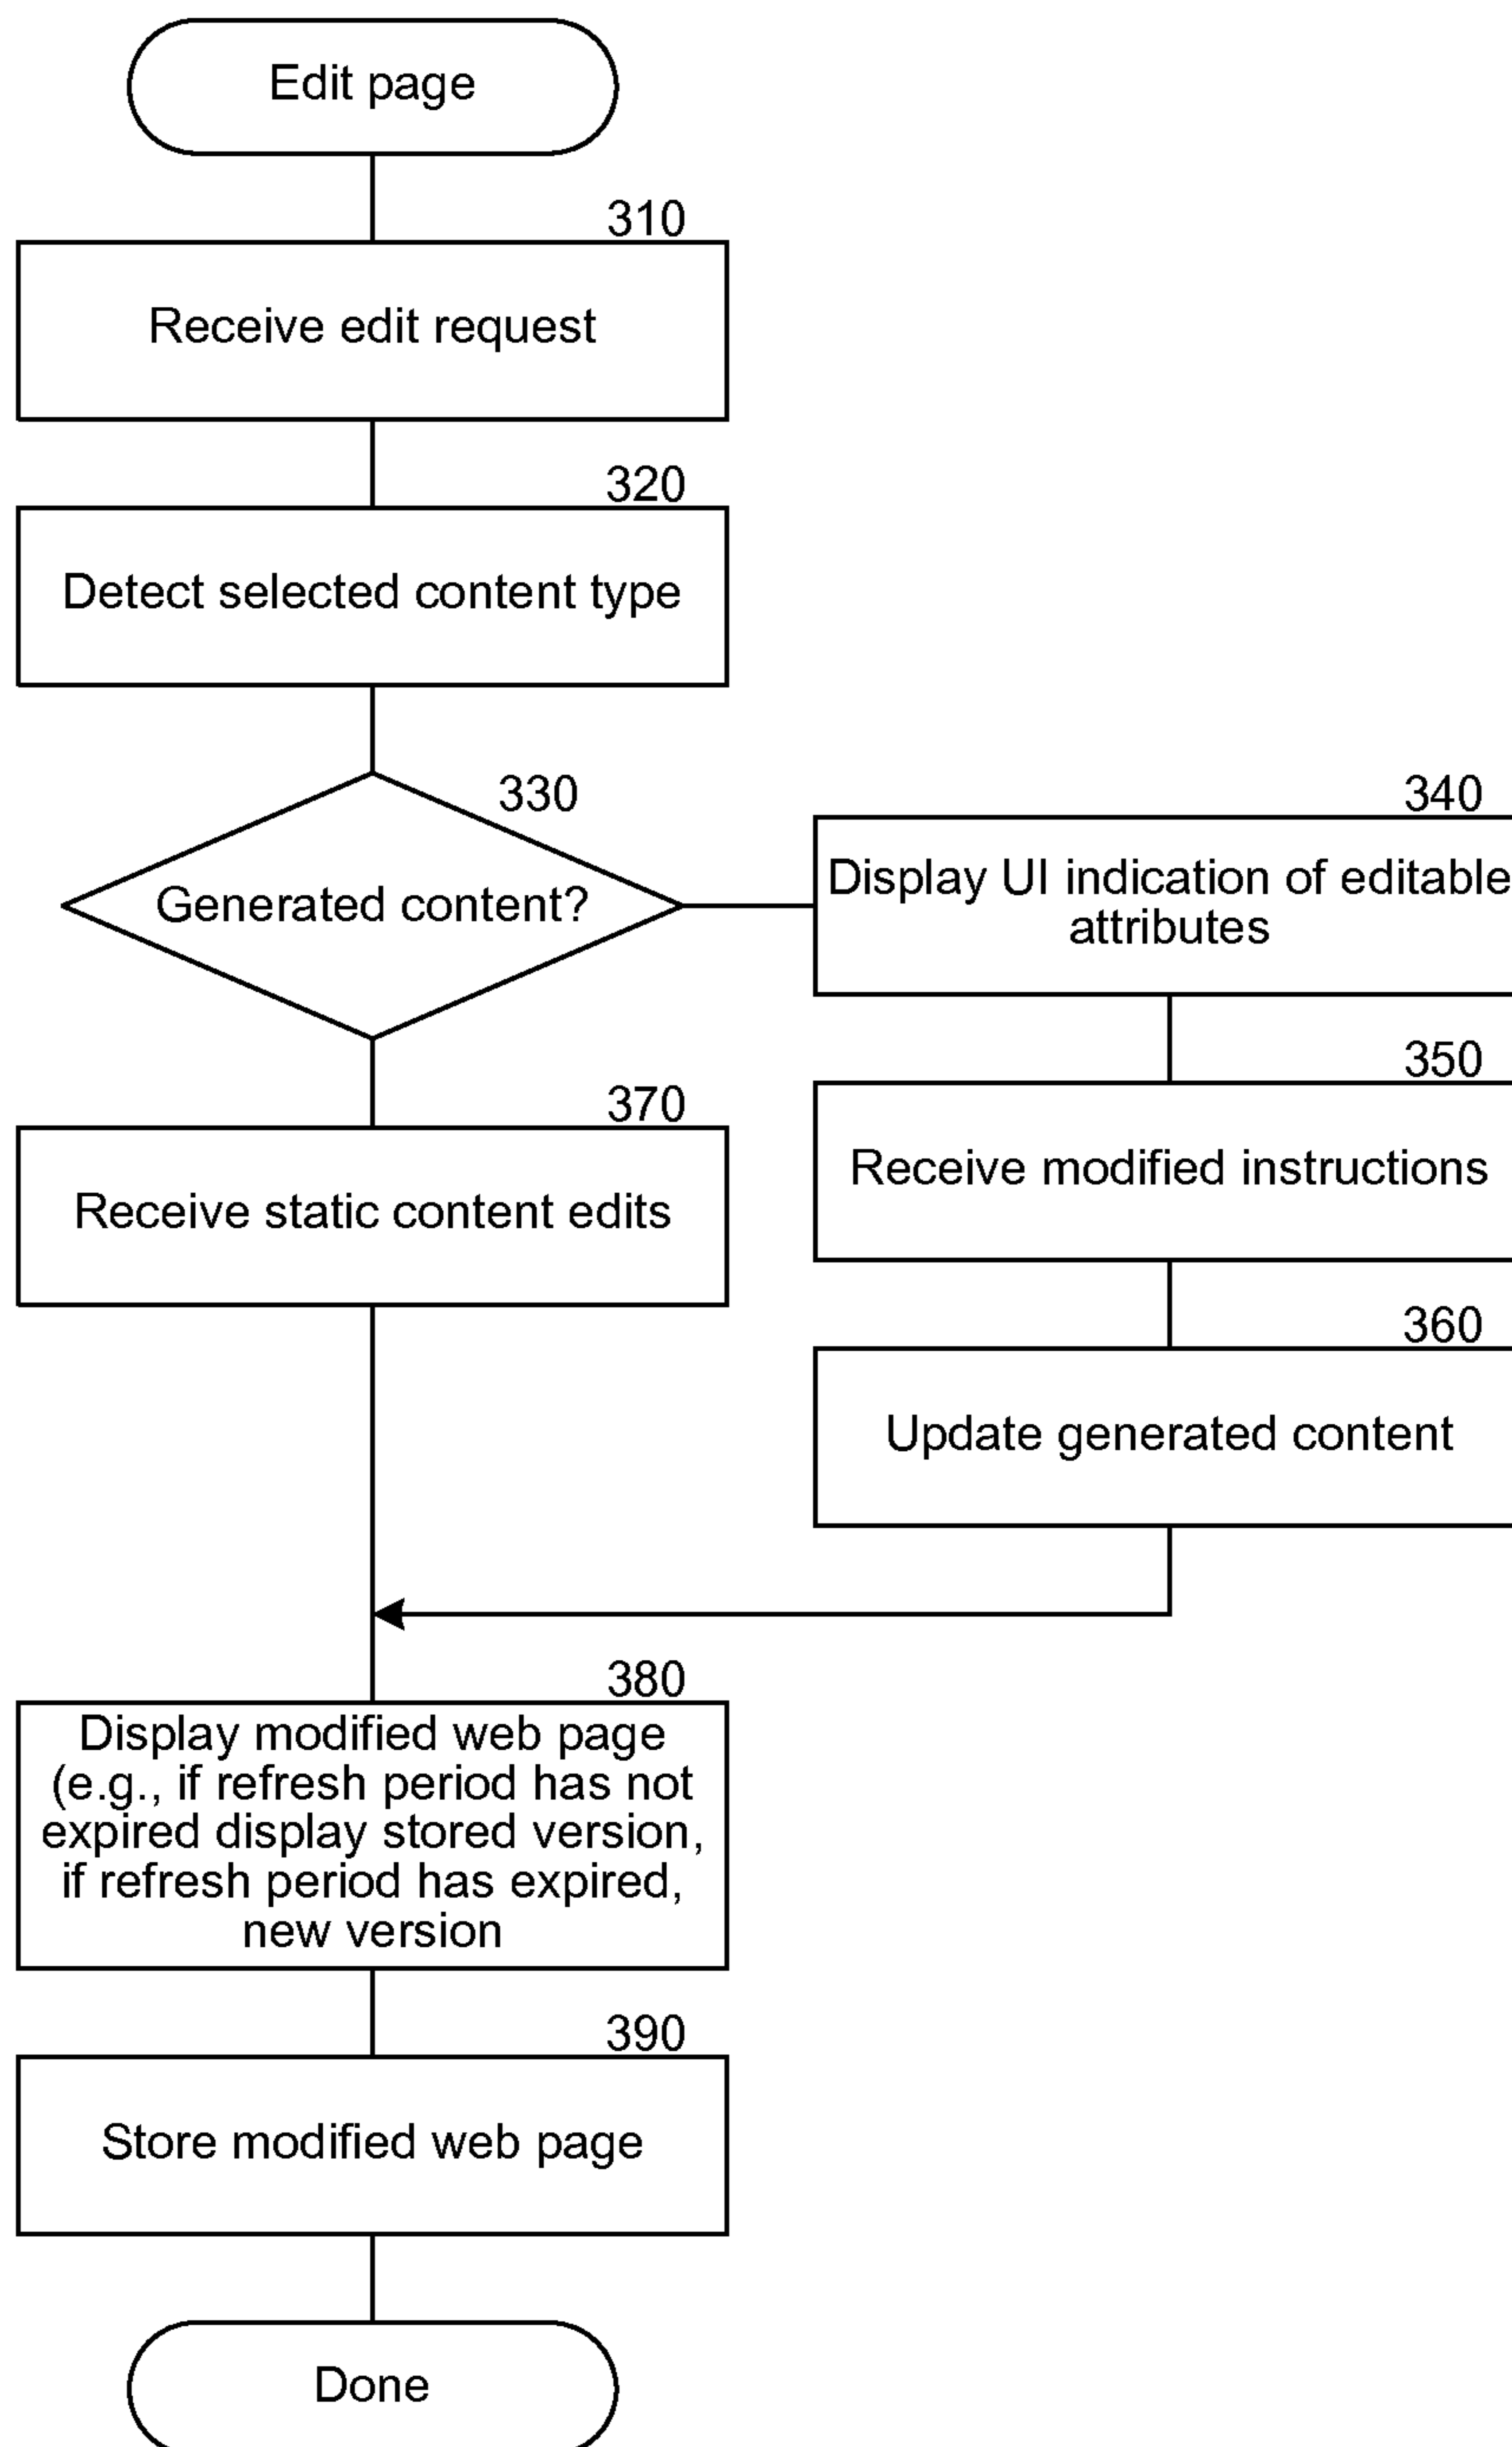 Edit page
310
Receive edit request
320
Detect selected content type
330
Generated content?
340
Display UI indication of editable
attributes
350
Receive modified instructions
360
Update generated content
370
Receive static content edits
380
Display modified web page
(e.g., if refresh period has not
expired display stored version,
if refresh period has expired,
new version
390
Store modified web page
Done